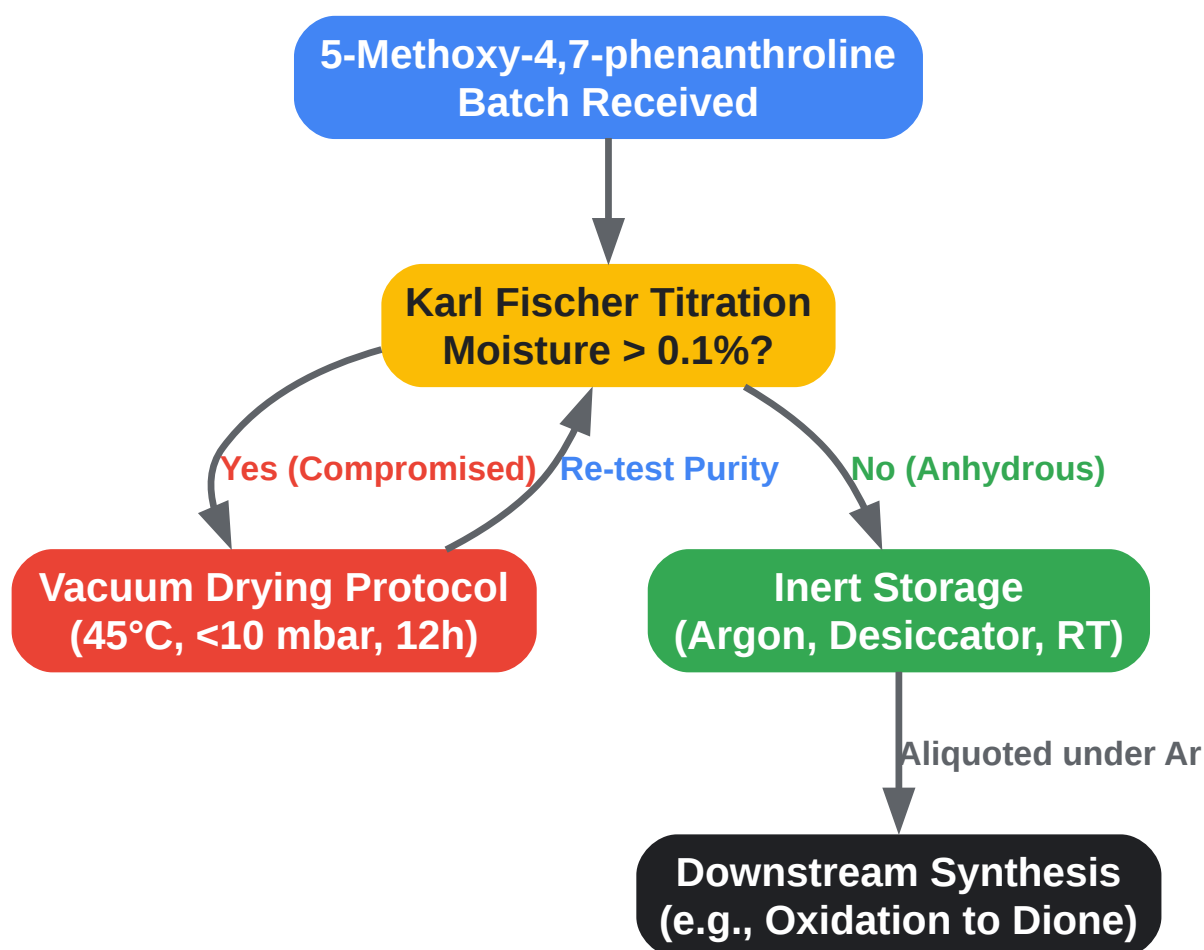 5-Methoxy-4,7-phenanthroline
Batch Received
Karl Fischer Titration
Moisture > 0.1%?
Yes (Compromised)
Re-test Purity
No (Anhydrous)
Vacuum Drying Protocol
(45°C, <10 mbar, 12h)
Inert Storage
(Argon, Desiccator, RT)
Aliquoted under Ar
Downstream Synthesis
(e.g., Oxidation to Dione)